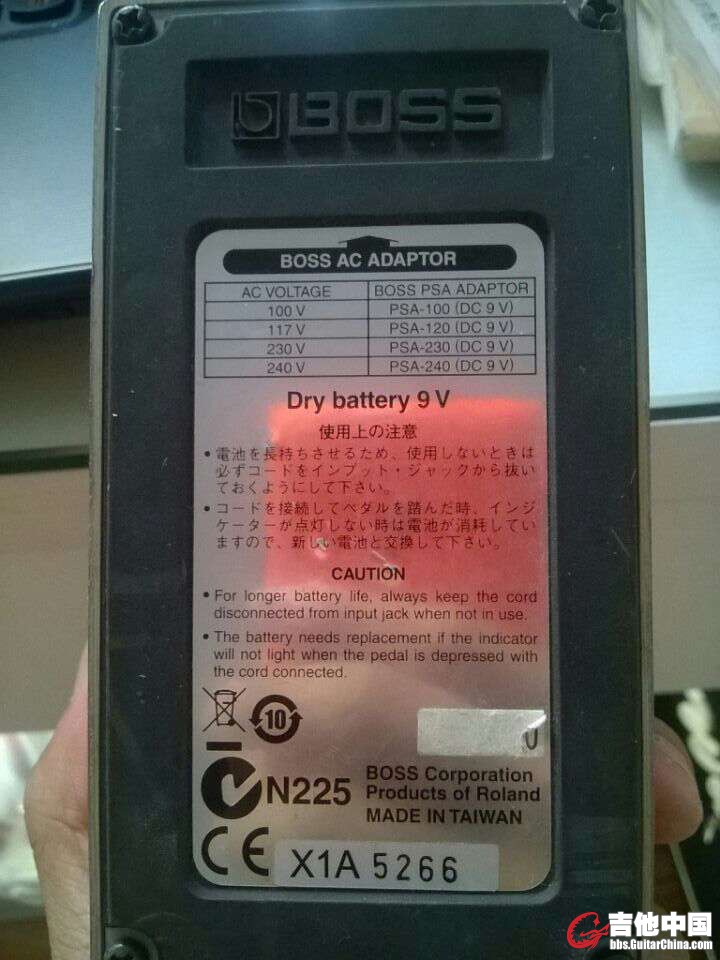 BOSS
BOSS AC ADAPTOR
AC VOLTAGE BOSS PSA ADAPTOR
100 V PSA-100 (DC 9 V)
117 V PSA-120 (DC 9 V)
230 V PSA-230 (DC 9 V)
240 V PSA-240 (DC 9 V)
Dry battery 9 V
使用上の注意
• 電池を長持ちさせるため、使用しないときは
必ずコードをインプット・ジャックから抜い
ておくようにして下さい。
• コードを接続してペダルを踏んだ時、インジ
ケーターが点灯しない時は電池が消耗してい
ますので、新しい電池と交換して下さい。
CAUTION
• For longer battery life, always keep the cord
disconnected from input jack when not in use.
• The battery needs replacement if the indicator
will not light when the pedal is depressed with
the cord connected.
10
U
N225
BOSS Corporation
Products of Roland
MADE IN TAIWAN
CE
X1A 5266
吉他中国
bbs.GuitarChina.com